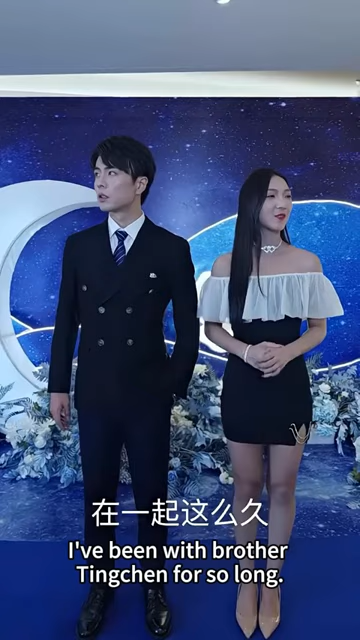 在一起这么久
I've been with brother
Tingchen for so long.